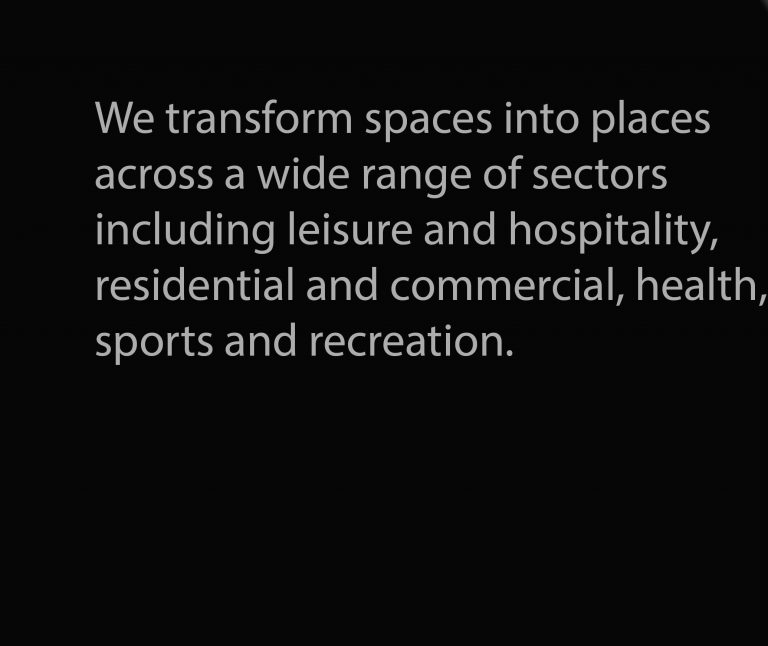 We transform spaces into places
across a wide range of sectors
including leisure and hospitality,
residential and commercial, health,
sports and recreation.